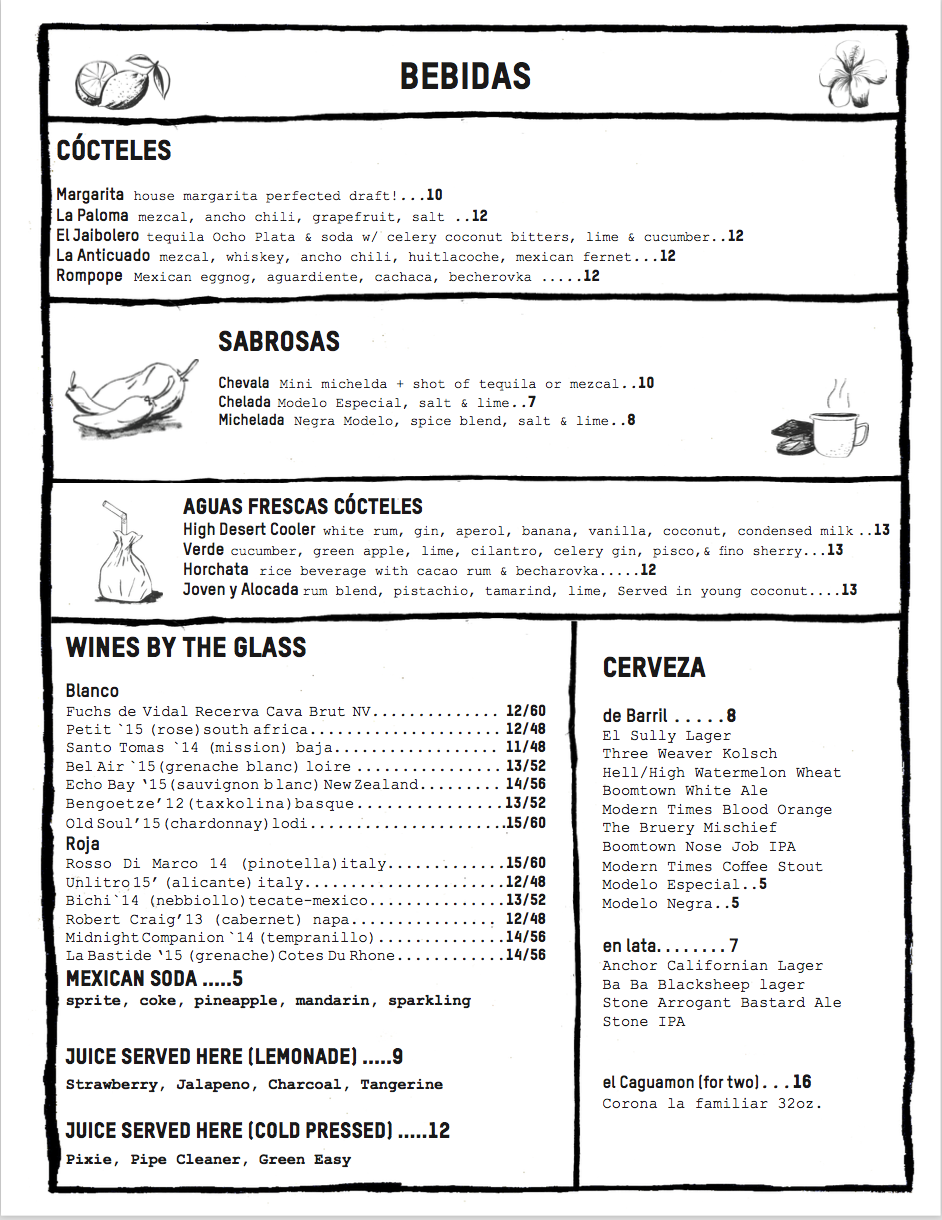 BEBIDAS
CÓCTELES
Margarita house margarita perfected draft!...10
La Paloma mezcal, ancho chili, grapefruit, salt ..12
El Jaibolero tequila Ocho Plata & soda w/ celery coconut bitters, lime & cucumber..12
La Anticuado mezcal, whiskey, ancho chili, huitlacoche, mexican fernet...12
Rompope Mexican eggnog, aguardiente, cachaca, becherovka .....12
SABROSAS
Chevala Mini michelda + shot of tequila or mezcal..10
Chelada Modelo Especial, salt & lime..7
Michelada Negra Modelo, spice blend, salt & lime..8
AGUAS FRESCAS CÓCTELES
High Desert Cooler white rum, gin, aperol, banana, vanilla, coconut, condensed milk ..13
Verde cucumber, green apple, lime, cilantro, celery gin, pisco,& fino sherry...13
Horchata rice beverage with cacao rum & becharovka.....12
Joven y Alocada rum blend, pistachio, tamarind, lime, Served in young coconut....13
WINES BY THE GLASS
Blanco
Fuchs de Vidal Recerva Cava Brut NV.............. 12/60
Petit `15 (rose) south africa...................... 12/48
Santo Tomas `14 (mission) baja................... 11/48
Bel Air `15 (grenache blanc) loire ................. 13/52
Echo Bay ‘15 (sauvignon blanc) New Zealand......... 14/56
Bengoetze’ 12 (taxkolina) basque .................13/52
Old Soul’ 15 (chardonnay) lodi......................15/60
Roja
Rosso Di Marco 14 (pinotella) italy.............15/60
Unlitro 15’ (alicante) italy.......................12/48
Bichi`14 (nebbiollo) tecate-mexico...............13/52
Robert Craig’ 13 (cabernet) napa................ 12/48
Midnight Companion `14 (tempranillo) ..............14/56
La Bastide ‘15 (grenache) Cotes Du Rhone............14/56
MEXICAN SODA .....5
sprite, coke, pineapple, mandarin, sparkling
JUICE SERVED HERE (LEMONADE) .....9
Strawberry, Jalapeno, Charcoal, Tangerine
JUICE SERVED HERE (COLD PRESSED) .....12
Pixie, Pipe Cleaner, Green Easy
CERVEZA
de Barril .....8
El Sully Lager
Three Weaver Kolsch
Hell/High Watermelon Wheat
Boomtown White Ale
Modern Times Blood Orange
The Bruery Mischief
Boomtown Nose Job IPA
Modern Times Coffee Stout
Modelo Especial..5
Modelo Negra..5
en lata........7
Anchor Californian Lager
Ba Ba Blacksheep lager
Stone Arrogant Bastard Ale
Stone IPA
el Caguamon (for two)...16
Corona la familiar 32oz.